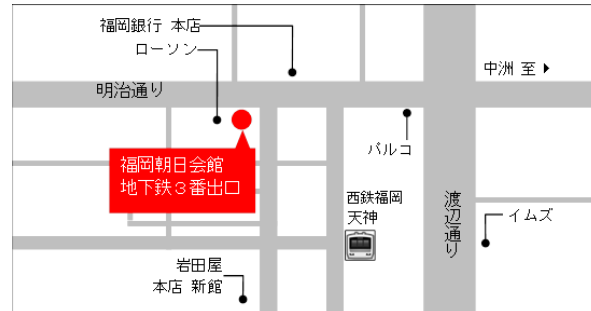 福岡銀行 本店
ローソン
中洲 至▶
明治通り
パルコ
福岡朝日会館
地下鉄3番出口
西鉄福岡
天神
渡辺通り
イムズ
岩田屋
本店 新館